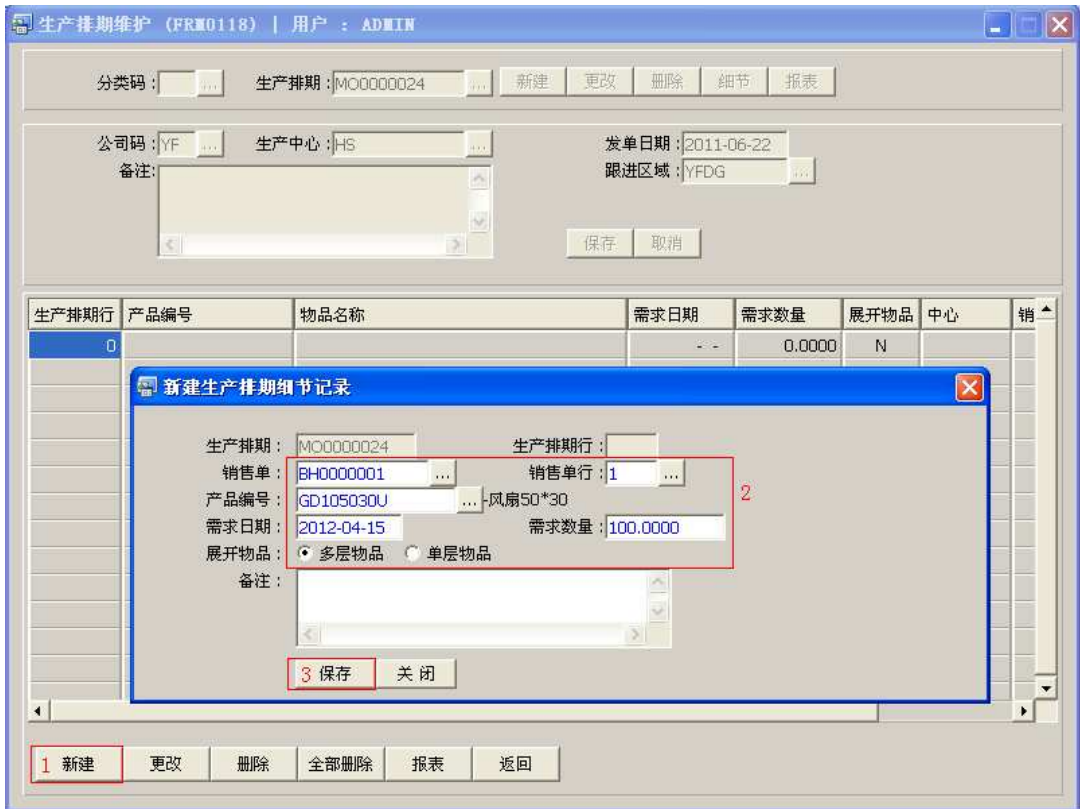 生产排期维护 (FRM0118) | 用户 : ADMIN
分类码： ... 生产排期：MO0000024 ... 新建 更改 删除 细节 报表
公司码：YF ... 生产中心：HS ... 发单日期：2011-06-22
备注: 跟进区域：YFDG ...
保存 取消
生产排期行 产品编号 物品名称 需求日期 需求数量 展开物品 中心 销
0 - - 0.0000 N
新建生产排期细节记录
生产排期： MO0000024 生产排期行：
销售单： BH0000001 ... 销售单行：1 ...
产品编号： GD105030U ... -风扇50*30
2
需求日期： 2012-04-15 需求数量：100.0000
展开物品： 多层物品 单层物品
备注：
3 保存 关 闭
1 新建 更改 删除 全部删除 报表 返回